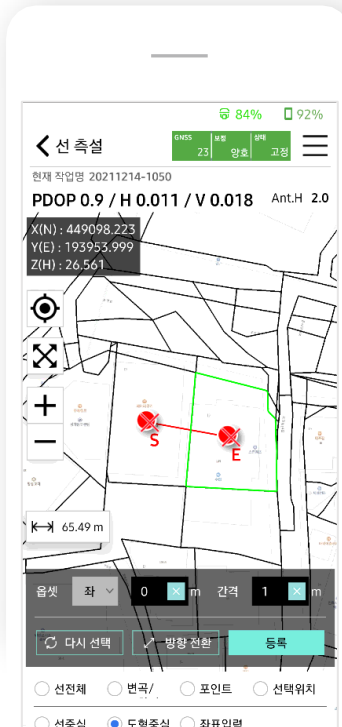 84% 92%
선 측설
GNSS 23 보정 양호 상태 고정
현재 작업명 20211214-1050
PDOP 0.9 / H 0.011 / V 0.018 Ant.H 2.0
X(N) : 449098.223
Y(E) : 193953.999
Z(H) : 26.561
S
E
65.49 m
옵셋 좌 0 m 간격 1 m
다시 선택 방향 전환 등록
선전체 변곡/ 포인트 선택위치
선중심 도형중심 좌표입력